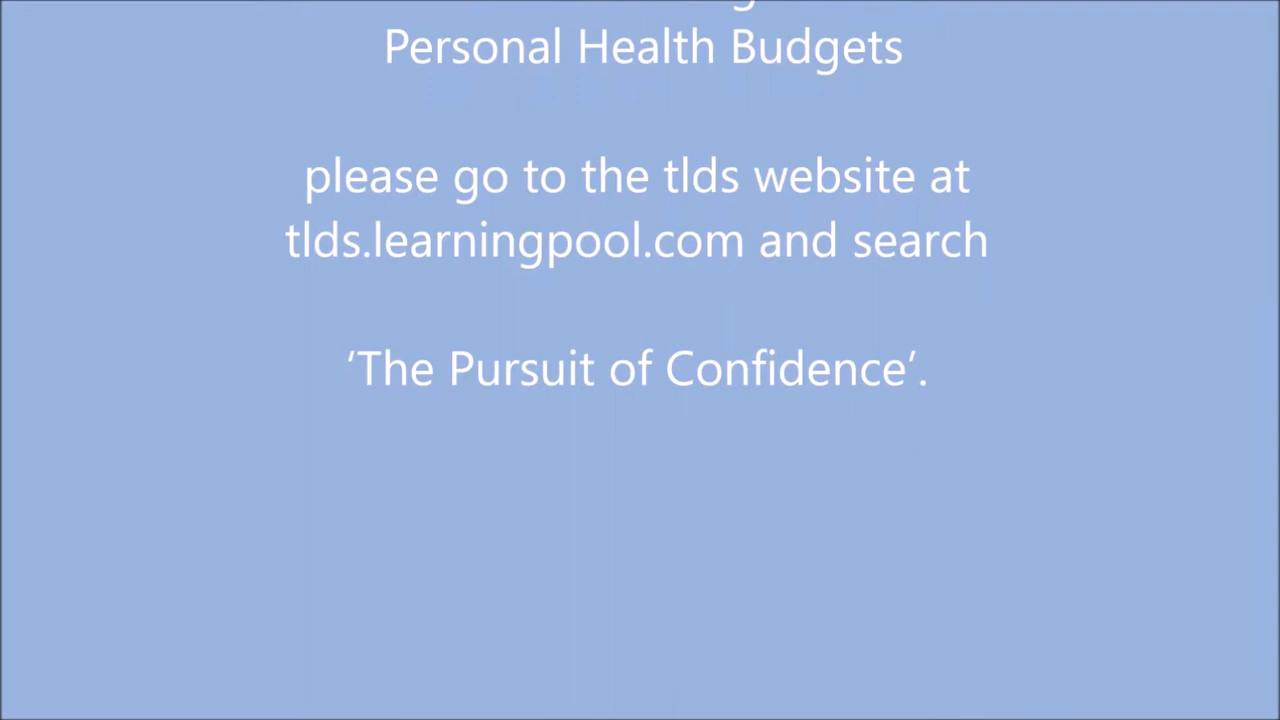 Personal Health Budgets
please go to the tlds website at
tlds.learningpool.com and search
‘The Pursuit of Confidence’.